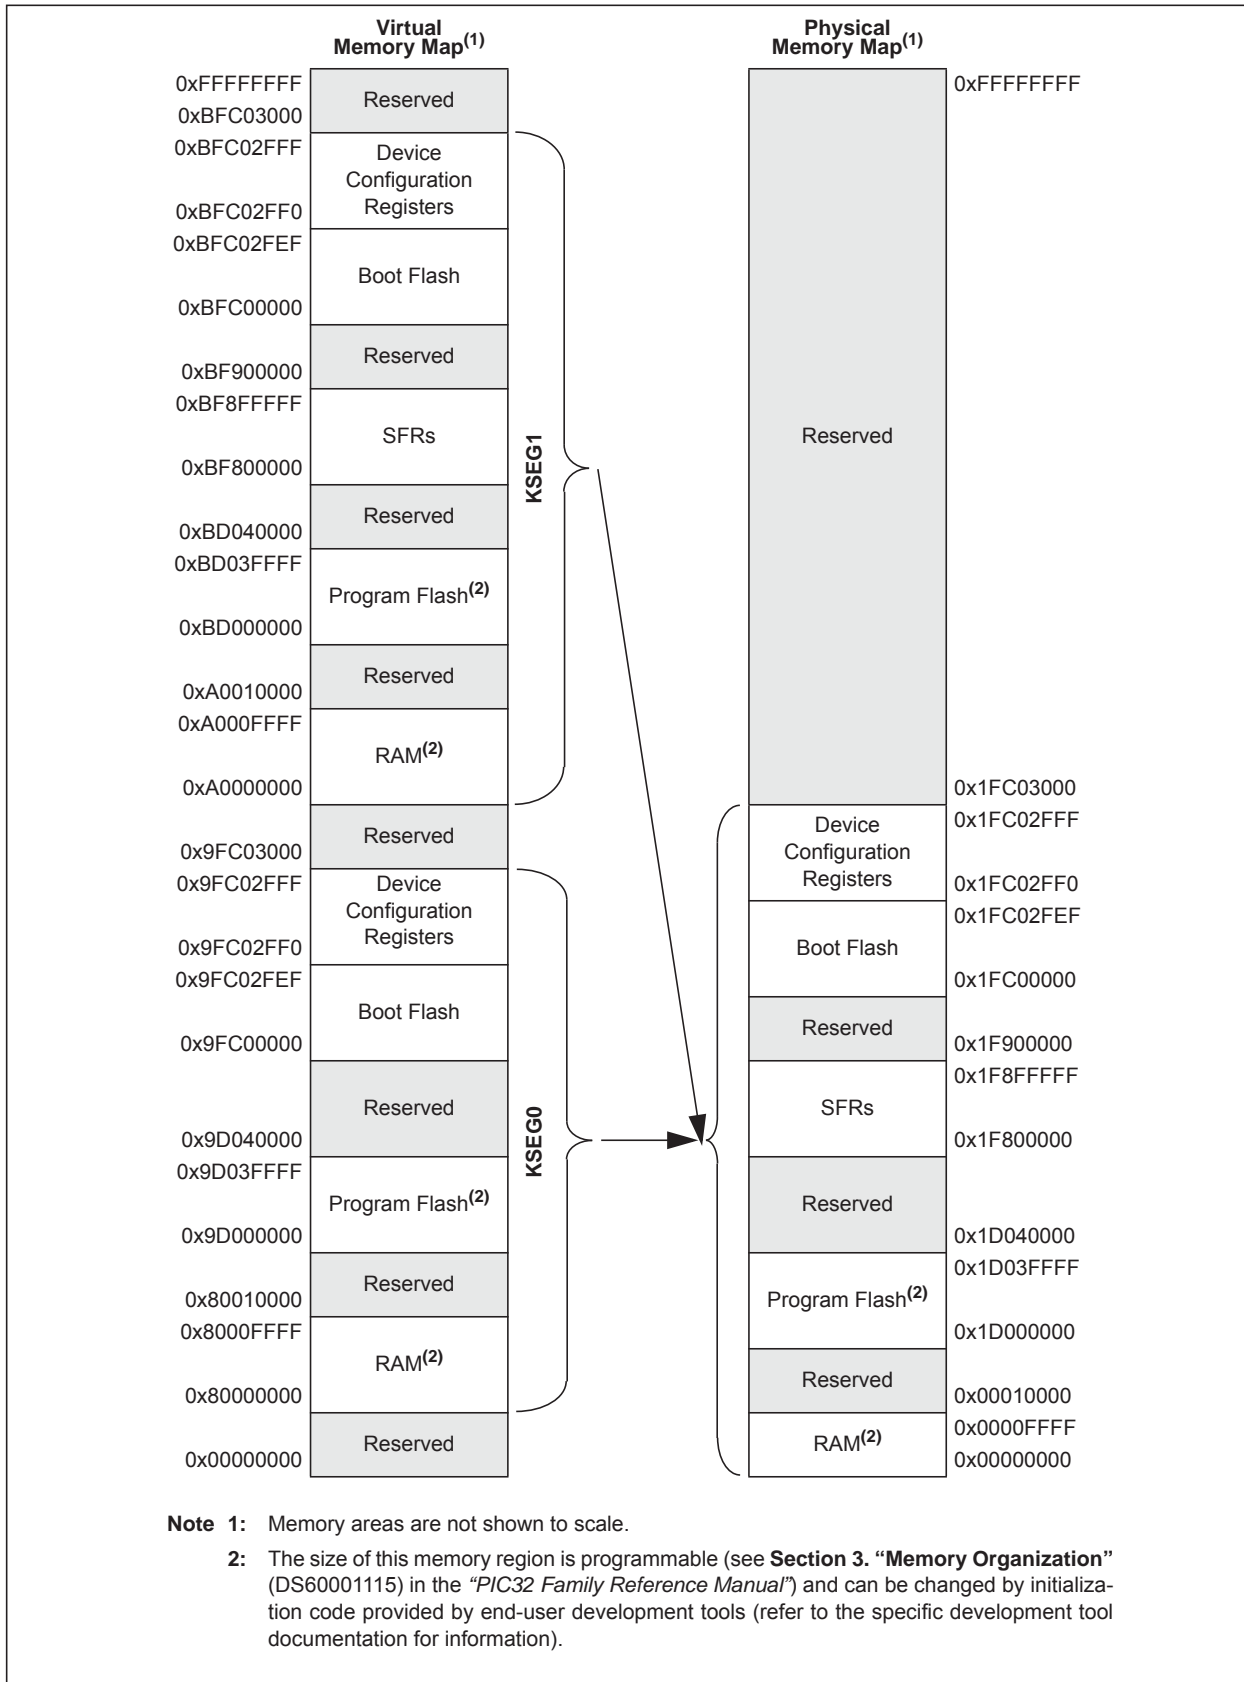 Virtual
Memory Map(1)
0xFFFFFFFF
Reserved
0xBFC03000
0xBFC02FFF
Device
Configuration
Registers
0xBFC02FF0
0xBFC02FEF
Boot Flash
0xBFC00000
Reserved
0xBF900000
0xBF8FFFFF
SFRs
0xBF800000
Reserved
0xBD040000
0xBD03FFFF
Program Flash(2)
0xBD000000
Reserved
0xA0010000
0xA000FFFF
RAM(2)
0xA0000000
KSEG1
Reserved
0x9FC03000
0x9FC02FFF
Device
Configuration
Registers
0x9FC02FF0
0x9FC02FEF
Boot Flash
0x9FC00000
Reserved
0x9D040000
0x9D03FFFF
Program Flash(2)
0x9D000000
Reserved
0x80010000
0x8000FFFF
RAM(2)
0x80000000
KSEG0
Reserved
0x00000000
Physical
Memory Map(1)
0xFFFFFFFF
Reserved
0x1FC03000
0x1FC02FFF
Device
Configuration
Registers
0x1FC02FF0
0x1FC02FEF
Boot Flash
0x1FC00000
Reserved
0x1F900000
0x1F8FFFFF
SFRs
0x1F800000
Reserved
0x1D040000
0x1D03FFFF
Program Flash(2)
0x1D000000
Reserved
0x00010000
0x0000FFFF
RAM(2)
0x00000000
Note 1: Memory areas are not shown to scale.
2: The size of this memory region is programmable (see Section 3. “Memory Organization”
(DS60001115) in the “PIC32 Family Reference Manual”) and can be changed by initializa-
tion code provided by end-user development tools (refer to the specific development tool
documentation for information).